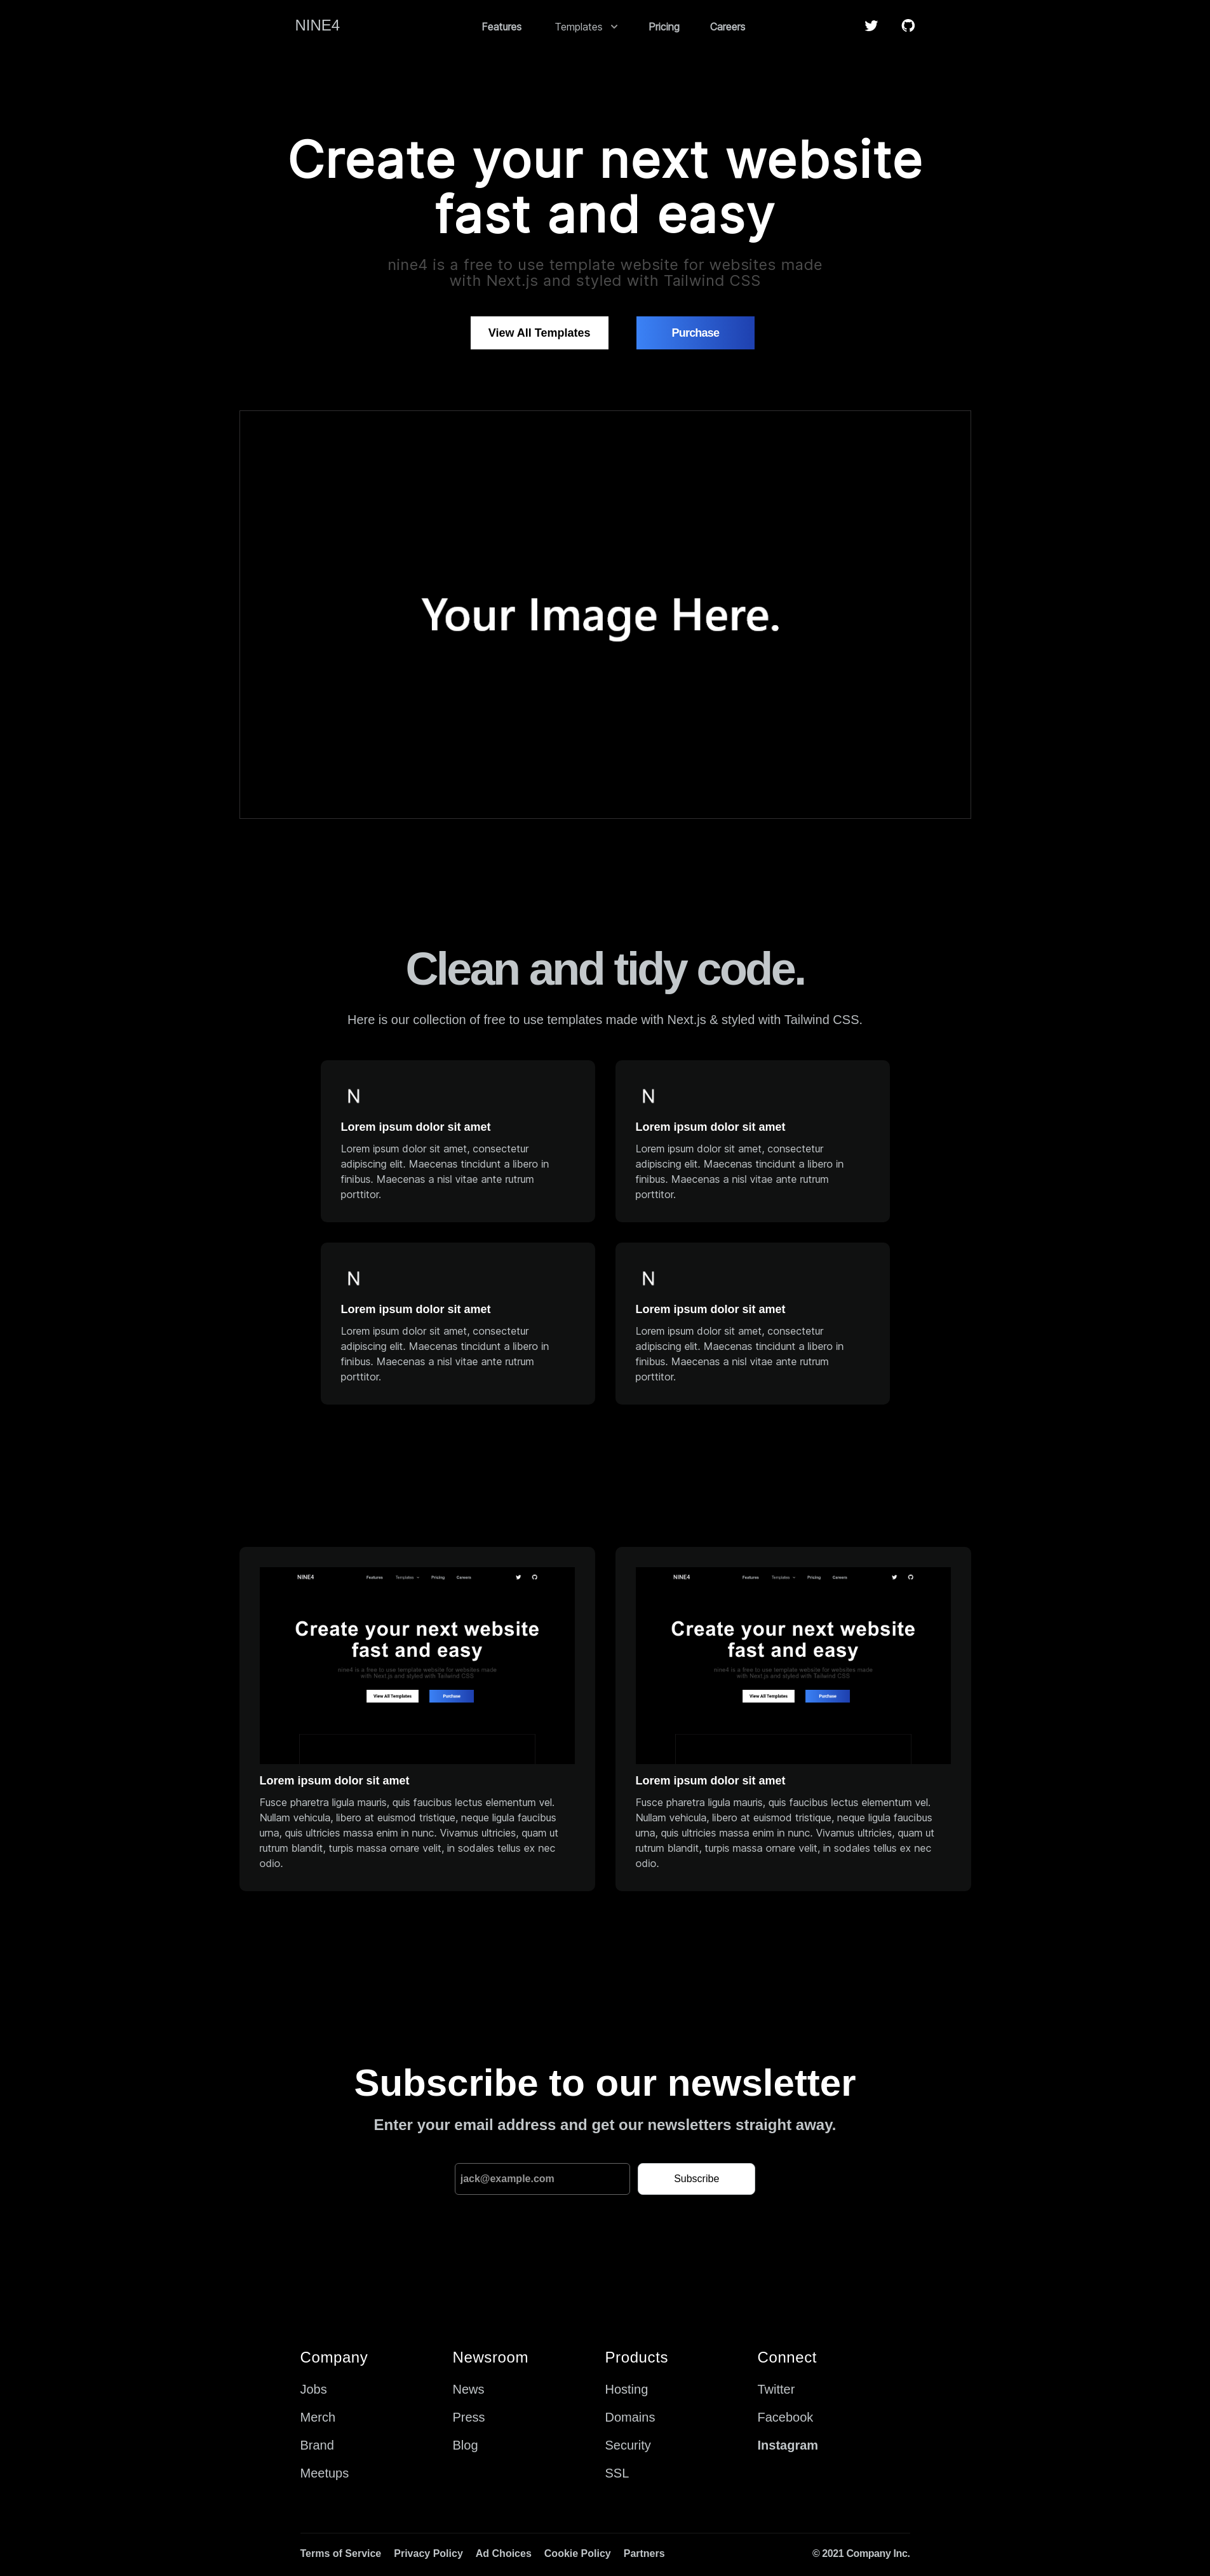 NINE4
Features Templates Pricing Careers
Create your next website
fast and easy
nine4 is a free to use template website for websites made
with Next.js and styled with Tailwind CSS
View All Templates Purchase
Your Image Here.
Clean and tidy code.
Here is our collection of free to use templates made with Next.js & styled with Tailwind CSS.
N
Lorem ipsum dolor sit amet
Lorem ipsum dolor sit amet, consectetur
adipiscing elit. Maecenas tincidunt a libero in
finibus. Maecenas a nisl vitae ante rutrum
porttitor.
N
Lorem ipsum dolor sit amet
Lorem ipsum dolor sit amet, consectetur
adipiscing elit. Maecenas tincidunt a libero in
finibus. Maecenas a nisl vitae ante rutrum
porttitor.
N
Lorem ipsum dolor sit amet
Lorem ipsum dolor sit amet, consectetur
adipiscing elit. Maecenas tincidunt a libero in
finibus. Maecenas a nisl vitae ante rutrum
porttitor.
N
Lorem ipsum dolor sit amet
Lorem ipsum dolor sit amet, consectetur
adipiscing elit. Maecenas tincidunt a libero in
finibus. Maecenas a nisl vitae ante rutrum
porttitor.
NINE4 Features Templates Pricing Careers
Create your next website
fast and easy
nine4 is a free to use template website for websites made
with Next.js and styled with Tailwind CSS
View All Templates Purchase
Lorem ipsum dolor sit amet
Fusce pharetra ligula mauris, quis faucibus lectus elementum vel.
Nullam vehicula, libero at euismod tristique, neque ligula faucibus
urna, quis ultricies massa enim in nunc. Vivamus ultricies, quam ut
rutrum blandit, turpis massa ornare velit, in sodales tellus ex nec
odio.
NINE4 Features Templates Pricing Careers
Create your next website
fast and easy
nine4 is a free to use template website for websites made
with Next.js and styled with Tailwind CSS
View All Templates Purchase
Lorem ipsum dolor sit amet
Fusce pharetra ligula mauris, quis faucibus lectus elementum vel.
Nullam vehicula, libero at euismod tristique, neque ligula faucibus
urna, quis ultricies massa enim in nunc. Vivamus ultricies, quam ut
rutrum blandit, turpis massa ornare velit, in sodales tellus ex nec
odio.
Subscribe to our newsletter
Enter your email address and get our newsletters straight away.
jack@example.com Subscribe
Company
Jobs
Merch
Brand
Meetups
Newsroom
News
Press
Blog
Products
Hosting
Domains
Security
SSL
Connect
Twitter
Facebook
Instagram
Terms of Service Privacy Policy Ad Choices Cookie Policy Partners © 2021 Company Inc.